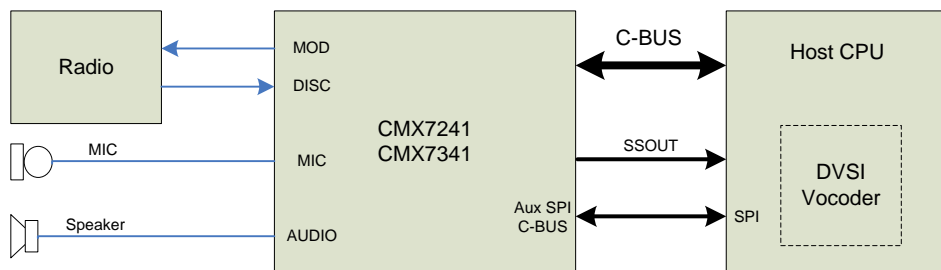 Radio
MOD
DISC
MIC
MIC
Speaker
AUDIO
CMX7241
CMX7341
Aux SPI
C-BUS
C-BUS
SSOUT
SPI
Host CPU
DVSI
Vocoder